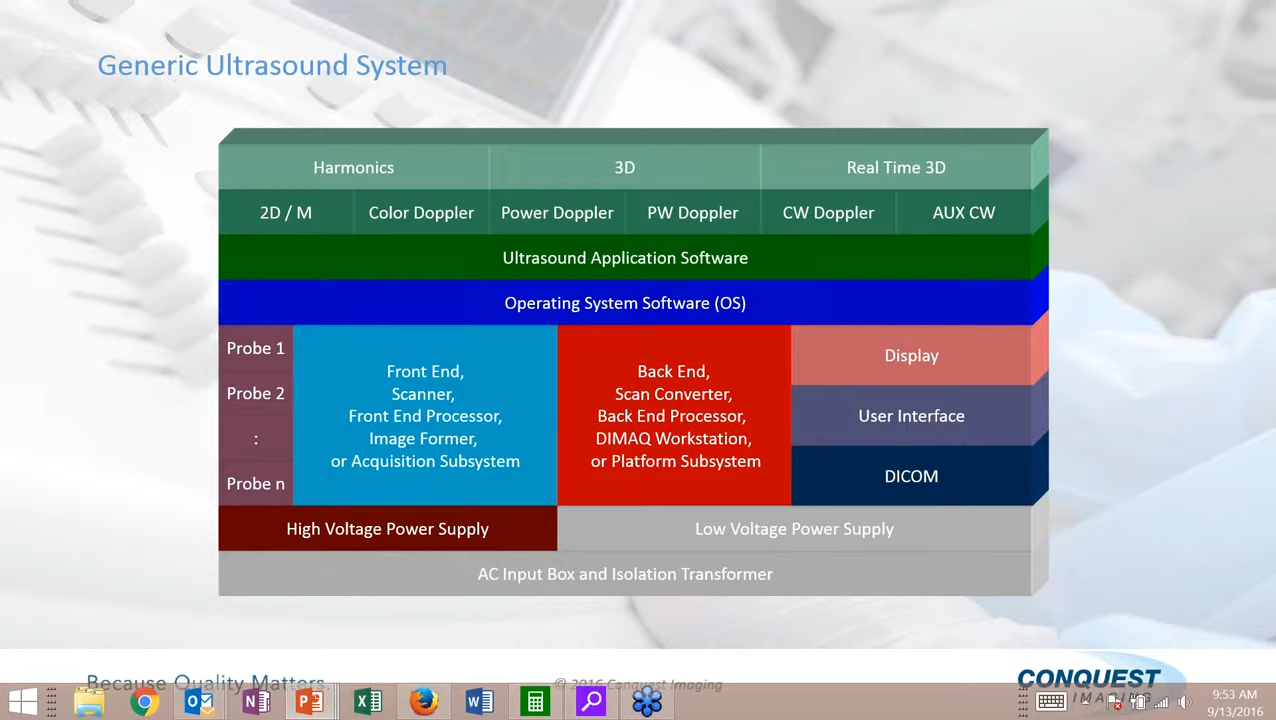 Generic Ultrasound System
Harmonics
3D
Real Time 3D
2D / M
Color Doppler
Power Doppler
PW Doppler
CW Doppler
AUX CW
Ultrasound Application Software
Operating System Software (OS)
Probe 1
Probe 2
:
Probe n
Front End,
Scanner,
Front End Processor,
Image Former,
or Acquisition Subsystem
Back End,
Scan Converter,
Back End Processor,
DIMAQ Workstation,
or Platform Subsystem
Display
User Interface
DICOM
High Voltage Power Supply
Low Voltage Power Supply
AC Input Box and Isolation Transformer
Because Quality Matters.
© 2016 Conquest Imaging
CONQUEST
IMAGING
9:53 AM
9/13/2016